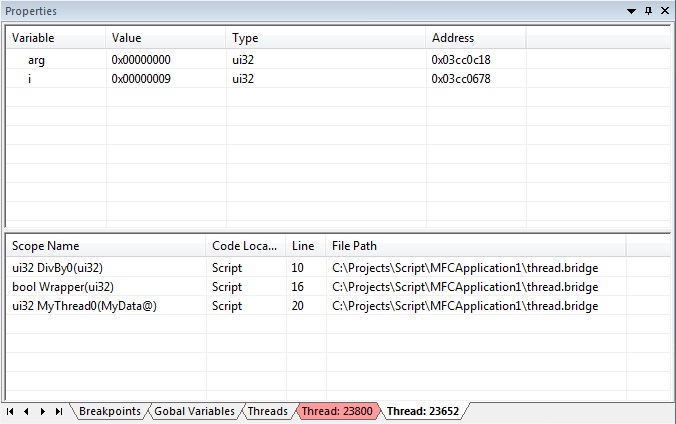 Properties
Variable Value Type Address
arg 0x00000000 ui32 0x03cc0c18
i 0x00000009 ui32 0x03cc0678
Scope Name Code Loca... Line File Path
ui32 DivBy0(ui32) Script 10 C:\Projects\Script\MFCApplication1\thread.bridge
bool Wrapper(ui32) Script 16 C:\Projects\Script\MFCApplication1\thread.bridge
ui32 MyThread0(MyData@) Script 20 C:\Projects\Script\MFCApplication1\thread.bridge
Breakpoints Gobal Variables Threads Thread: 23800 Thread: 23652